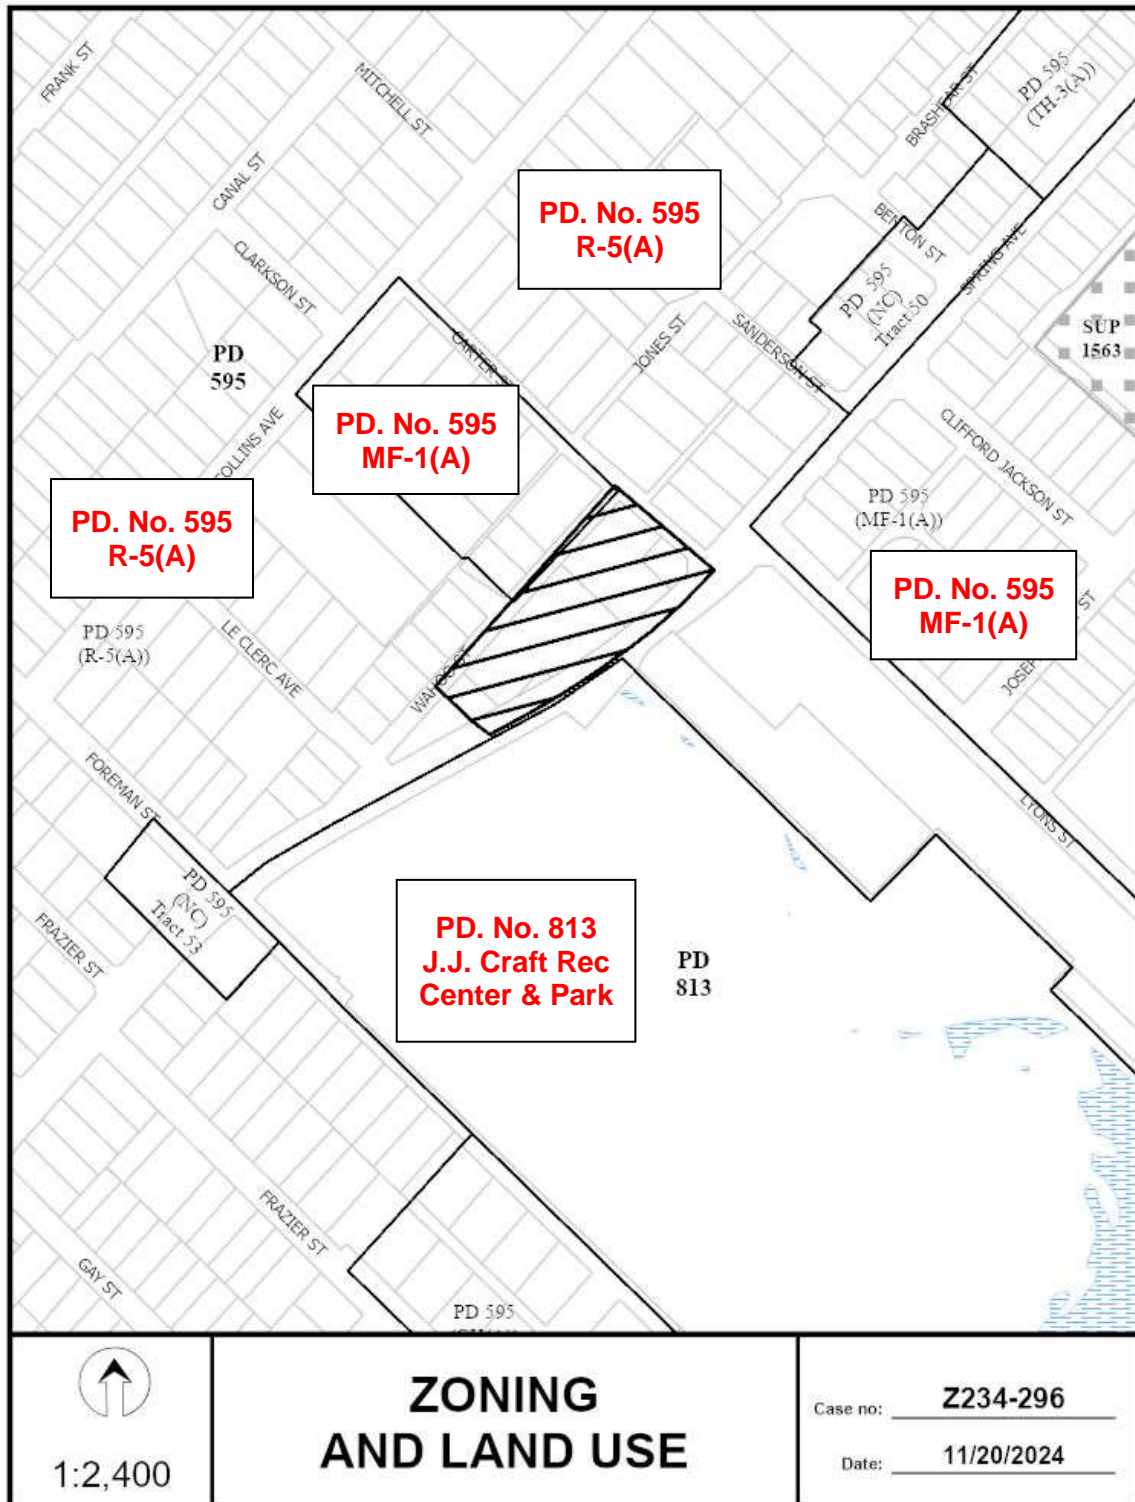 FRANK ST
MITCHELL ST
BRASHEAR ST
PD 595
(TH-3(A))
CANAL ST
PD. No. 595
R-5(A)
BENTON ST
CLARKSON ST
SPRING AVE
PD 595
(NC)
Tract 50
SUP
1563
PD
595
CARTER S
JONES ST
SANDERSON ST
COLLINS AVE
PD. No. 595
MF-1(A)
CLIFFORD JACKSON ST
PD. No. 595
R-5(A)
PD 595
(MF-1(A))
PD. No. 595
MF-1(A)
PD 595
(R-5(A))
LE CLERC AVE
ST
FOREMAN ST
LYONS ST
PD 595
(NC)
Tract 53
PD. No. 813
J.J. Craft Rec
Center & Park
PD
813
FRAZIER ST
FRAZIER ST
GAY ST
PD 595
1:2,400
ZONING
AND LAND USE
Case no: Z234-296
Date: 11/20/2024